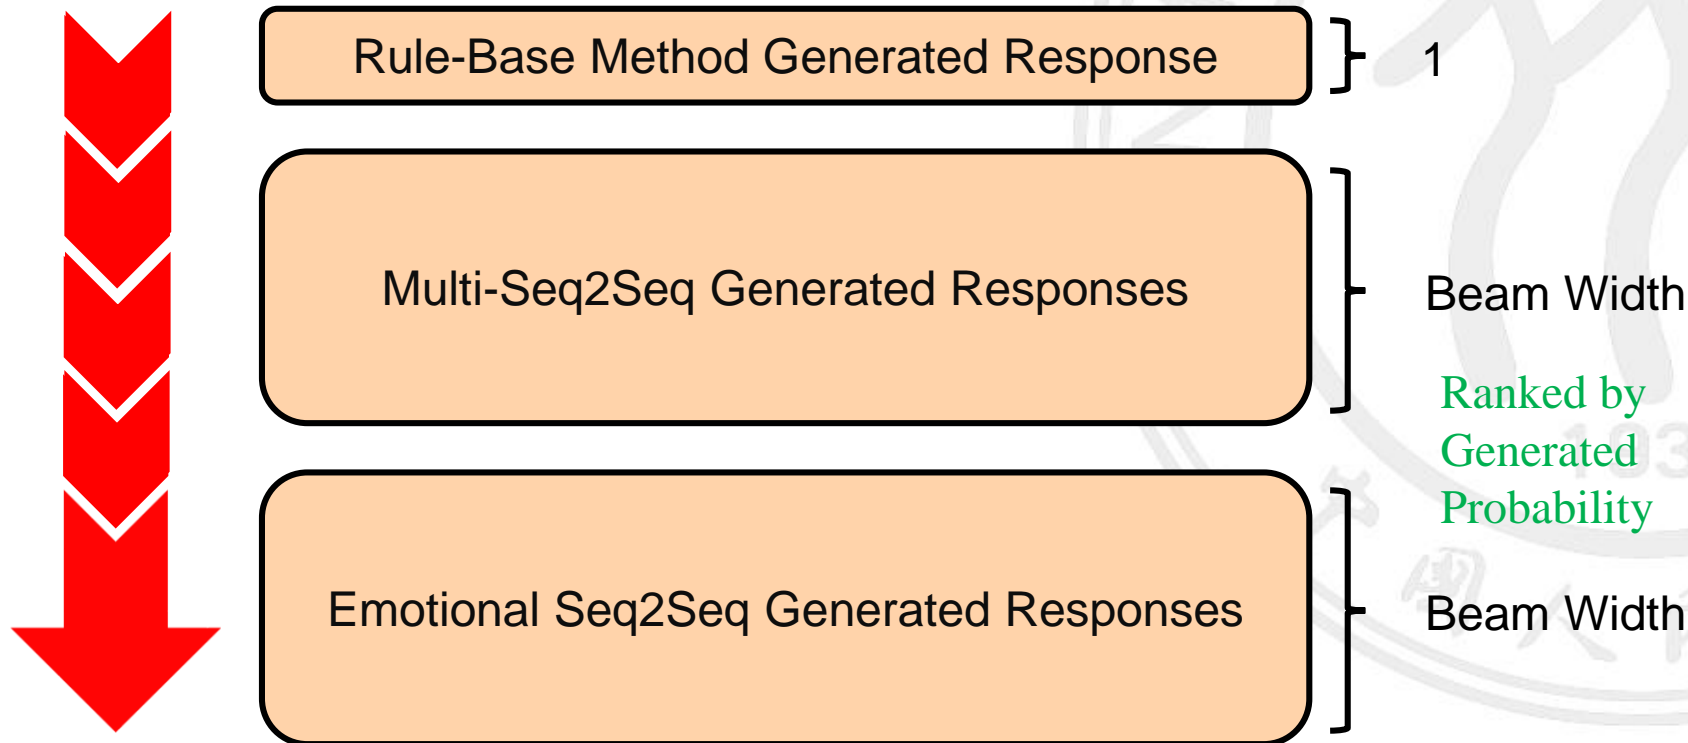 Rule-Base Method Generated Response
1
Multi-Seq2Seq Generated Responses
Beam Width
Ranked by
Generated
Probability
Emotional Seq2Seq Generated Responses
Beam Width